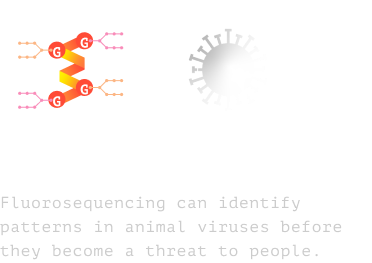 G G
G G
Fluorosequencing can identify
patterns in animal viruses before
they become a threat to people.